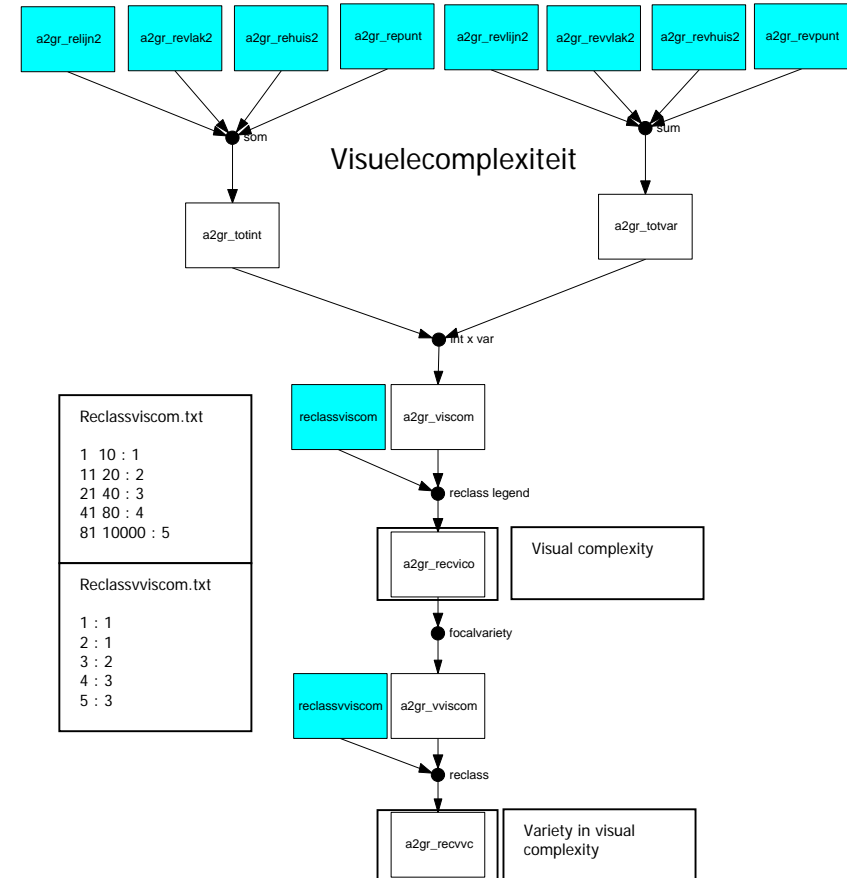 a2gr_relijn2
a2gr_revlak2
a2gr_rehuis2
a2gr_repunt
a2gr_revlijn2
a2gr_revvlak2
a2gr_revhuis2
a2gr_revpunt
som
sum
Visuelecomplexiteit
a2gr_totint
a2gr_totvar
int x var
reclassviscom
a2gr_viscom
Reclassviscom.txt
1 10 : 1
11 20 : 2
21 40 : 3
41 80 : 4
81 10000 : 5
reclass legend
a2gr_recvico
Visual complexity
Reclassvviscom.txt
1 : 1
2 : 1
3 : 2
4 : 3
5 : 3
focalvariety
reclassvviscom
a2gr_vviscom
reclass
a2gr_recvvc
Variety in visual
complexity